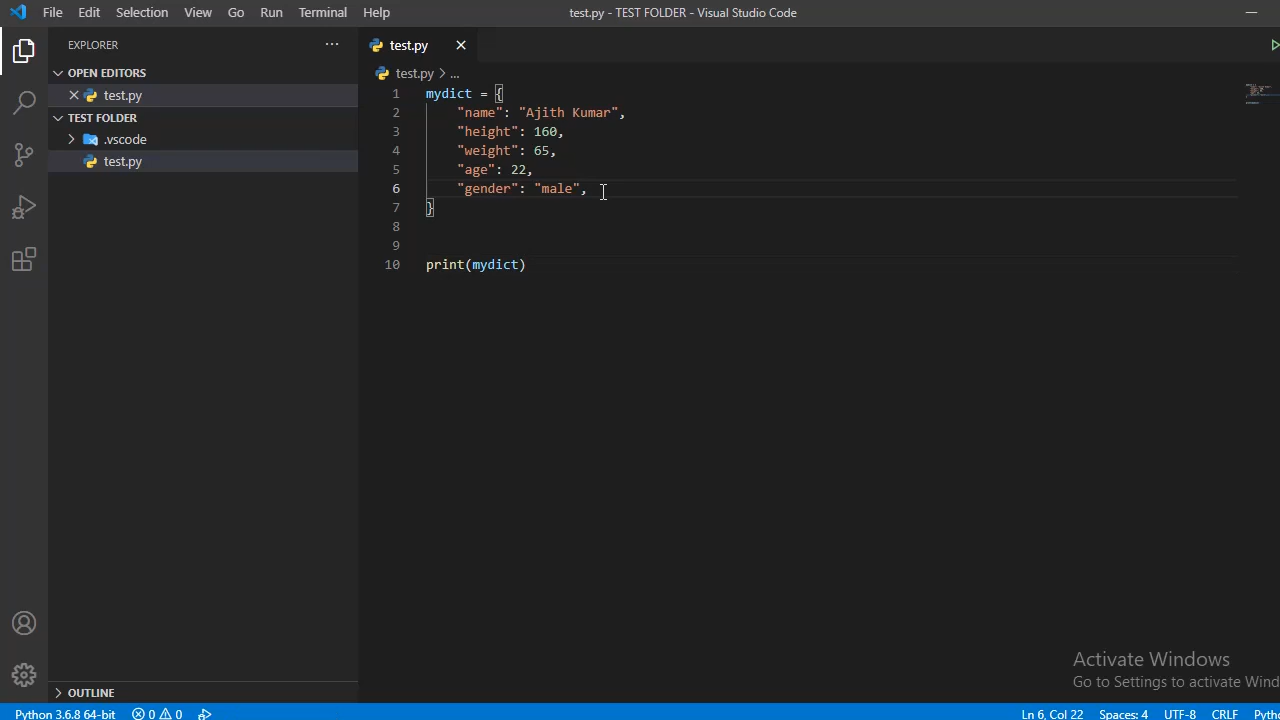 File Edit Selection View Go Run Terminal Help
test.py - TEST FOLDER - Visual Studio Code
EXPLORER
OPEN EDITORS
test.py
TEST FOLDER
.vscode
test.py
OUTLINE
test.py
test.py > ...
1 mydict = {
2 "name": "Ajith Kumar",
3 "height": 160,
4 "weight": 65,
5 "age": 22,
6 "gender": "male",
7 }
8
9
10 print(mydict)
Activate Windows
Go to Settings to activate Wind
Python 3.6.8 64-bit 0 0 Ln 6, Col 22 Spaces: 4 UTF-8 CRLF Pytho